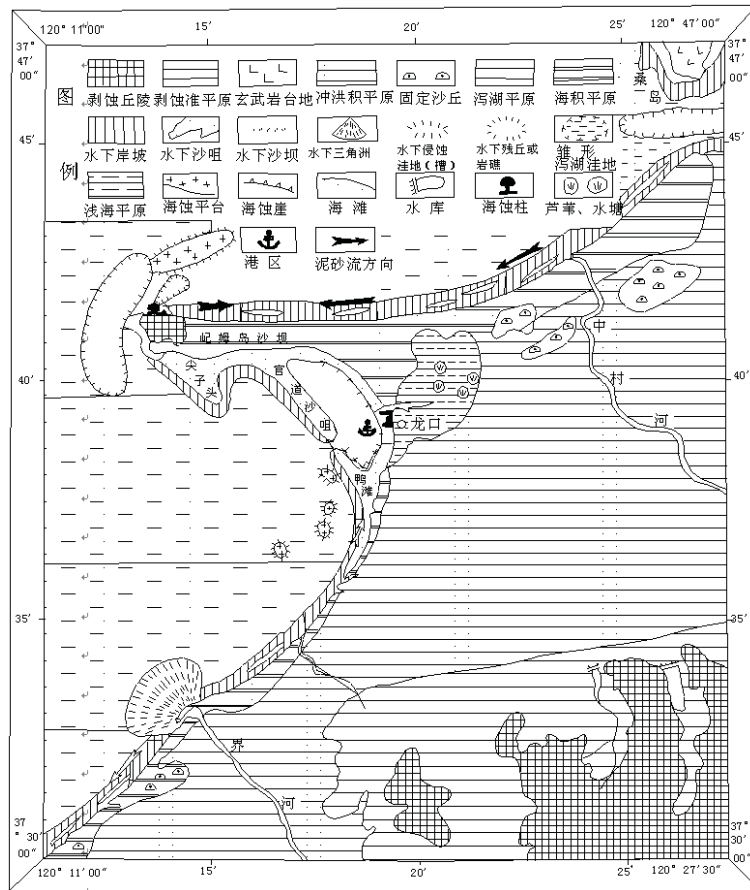 120° 11′00″ 15′ 20′ 25′ 120° 47′00″
37° 47′ 00″
37° 47′ 00″
图例
剥蚀丘陵 剥蚀准平原 玄武岩台地 冲洪积平原 固定沙丘 泻湖平原 海积平原
桑岛
45′ 45′
水下岸坡 水下沙咀 水下沙坝 水下三角洲 水下侵蚀洼地(槽) 水下残丘或岩礁 雏形泻湖洼地
浅海平原 海蚀平台 海蚀崖 海滩 水库 海蚀柱 芦苇、水塘
港区 泥砂流方向
屺姆岛沙坝
中村河
40′ 40′
尖子头
官道沙咀
龙口
鸭滩
35′ 35′
界河
37° 30′ 00″
37° 30′ 00″
120° 11′00″ 15′ 20′ 25′ 120° 27′30″